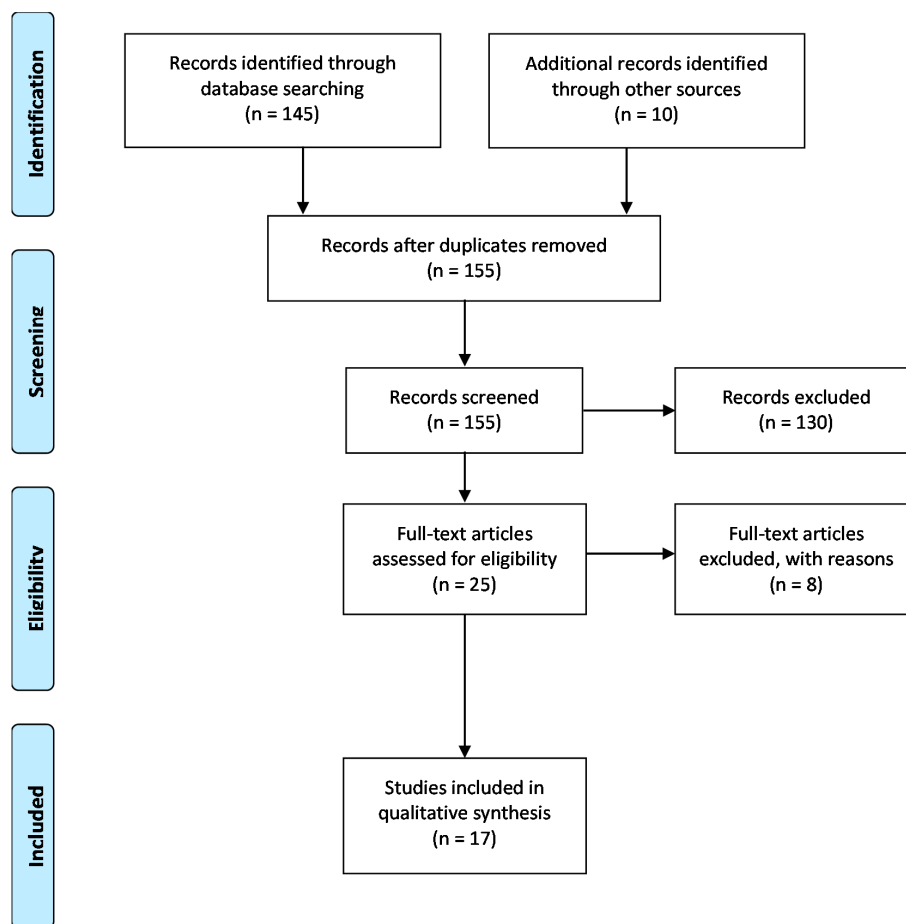 Identification
Records identified through
database searching
(n = 145)
Additional records identified
through other sources
(n = 10)
Records after duplicates removed
(n = 155)
Screening
Records screened
(n = 155)
Records excluded
(n = 130)
Eligibility
Full-text articles
assessed for eligibility
(n = 25)
Full-text articles
excluded, with reasons
(n = 8)
Included
Studies included in
qualitative synthesis
(n = 17)